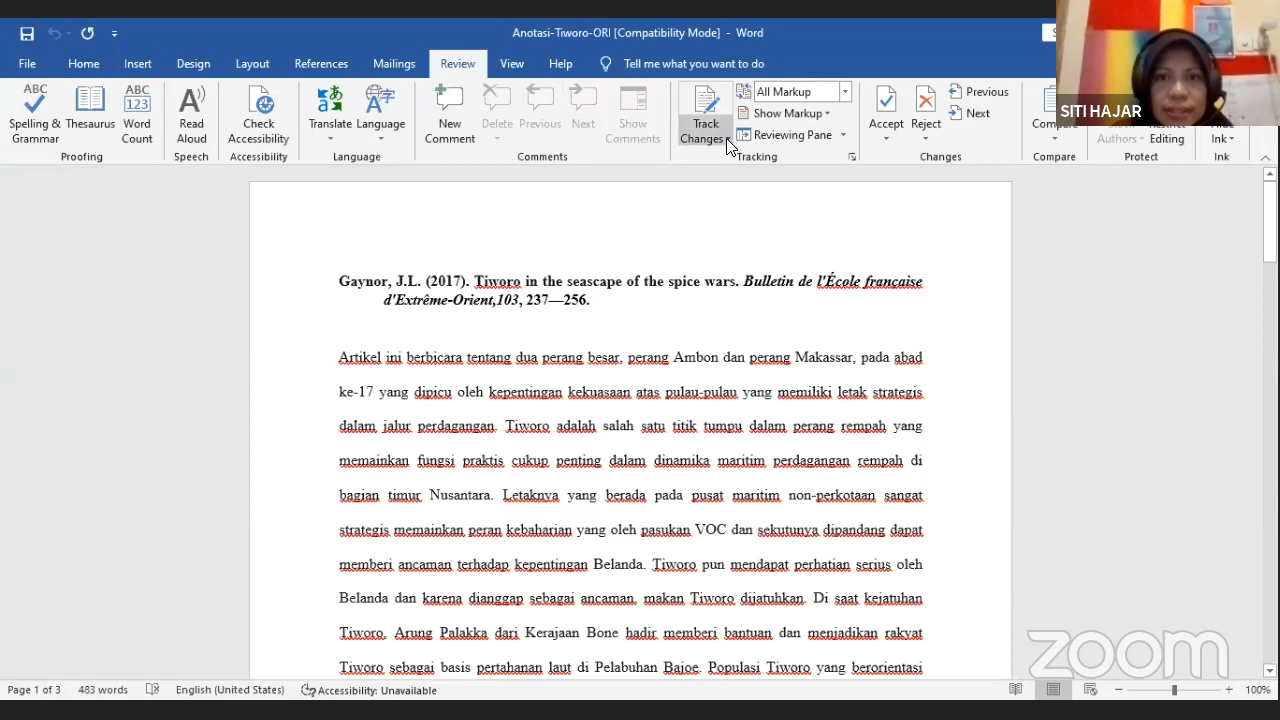 Anotasi-Tiworo-ORI [Compatibility Mode] - Word
SITI HAJAR
File Home Insert Design Layout References Mailings Review View Help Tell me what you want to do
ABC
Spelling & Grammar
Thesaurus
ABC 123
Word Count
Proofing
Read Aloud
Speech
Check Accessibility
Accessibility
Translate
Language
Language
New Comment
Delete
Previous
Next
Show Comments
Comments
Track Changes
All Markup
Show Markup
Reviewing Pane
Tracking
Accept
Reject
Previous
Next
Changes
Compare
Compare
Block Authors
Restrict Editing
Protect
Hide Ink
Ink
Gaynor, J.L. (2017). Tiworo in the seascape of the spice wars. Bulletin de l'École française
d'Extrême-Orient,103, 237—256.
Artikel ini berbicara tentang dua perang besar, perang Ambon dan perang Makassar, pada abad
ke-17 yang dipicu oleh kepentingan kekuasaan atas pulau-pulau yang memiliki letak strategis
dalam jalur perdagangan. Tiworo adalah salah satu titik tumpu dalam perang rempah yang
memainkan fungsi praktis cukup penting dalam dinamika maritim perdagangan rempah di
bagian timur Nusantara. Letaknya yang berada pada pusat maritim non-perkotaan sangat
strategis memainkan peran kebaharian yang oleh pasukan VOC dan sekutunya dipandang dapat
memberi ancaman terhadap kepentingan Belanda. Tiworo pun mendapat perhatian serius oleh
Belanda dan karena dianggap sebagai ancaman, makan Tiworo dijatuhkan. Di saat kejatuhan
Tiworo, Arung Palakka dari Kerajaan Bone hadir memberi bantuan dan menjadikan rakyat
Tiworo sebagai basis pertahanan laut di Pelabuhan Bajoe. Populasi Tiworo yang berorientasi
zoom
Page 1 of 3 483 words English (United States) Accessibility: Unavailable 100%